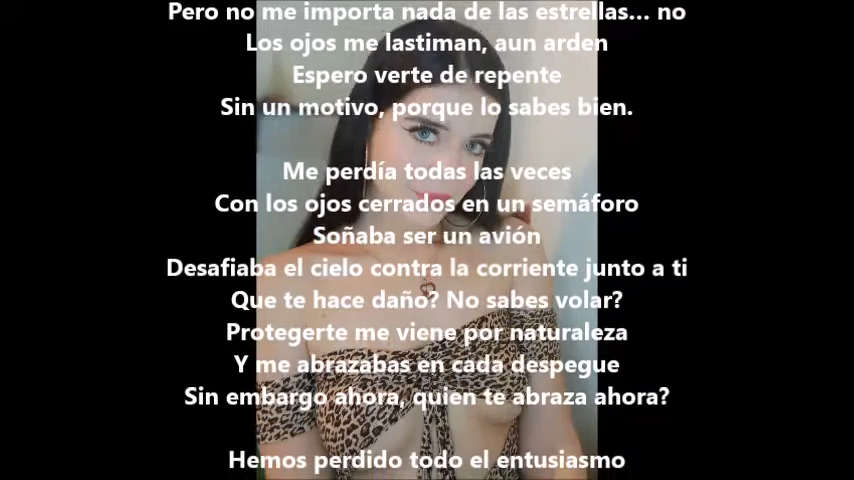 Pero no me importa nada de las estrellas... no
Los ojos me lastiman, aun arden
Espero verte de repente
Sin un motivo, porque lo sabes bien.
Me perdía todas las veces
Con los ojos cerrados en un semáforo
Soñaba ser un avión
Desafiaba el cielo contra la corriente junto a ti
Que te hace daño? No sabes volar?
Protegerte me viene por naturaleza
Y me abrazabas en cada despegue
Sin embargo ahora, quien te abraza ahora?
Hemos perdido todo el entusiasmo